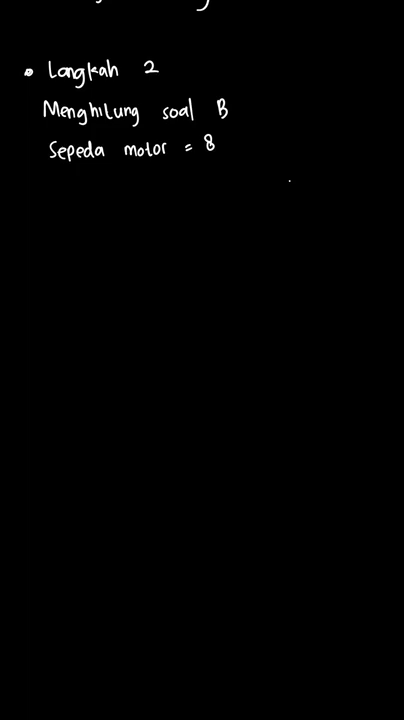 • Langkah 2
Menghitung soal B
Sepeda motor = 8